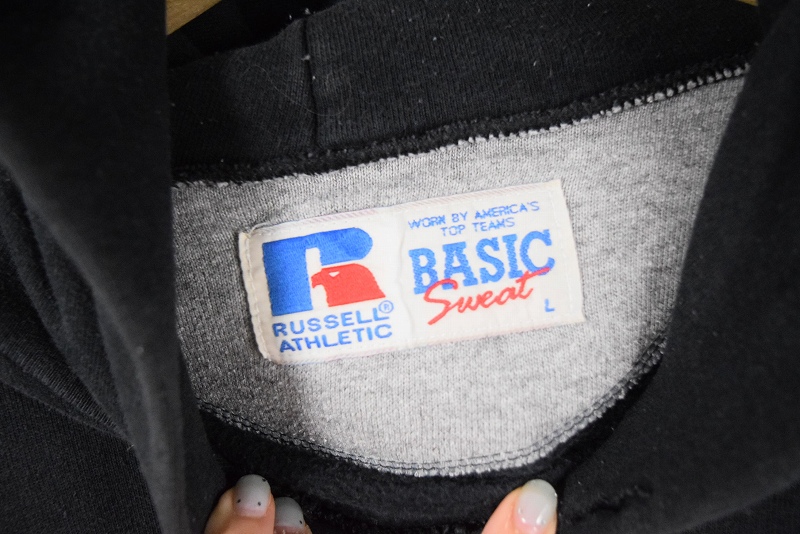 RUSSELL®
ATHLETIC
WORN BY AMERICA'S
TOP TEAMS
BASIC
Sweat
L